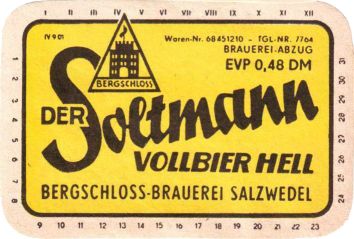 I II III IV V VI VII VIII IX X XI XII
IV 9 01
Waren-Nr. 68451210 - TGL-NR. 7764
BRAUEREI-ABZUG
EVP 0,48 DM
BERGSCHLOSS
DER Soltmann
VOLLBIER HELL
BERGSCHLOSS-BRAUEREI SALZWEDEL
1 2 3 4 5 6 7 8
9 10 11 12 13 14 15 16 17 18 19 20 21 22 23
24 25 26 27 28 29 30 31